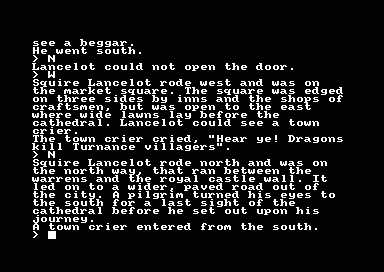 see a beggar.
He went south.
> N
Lancelot could not open the door.
> W
Squire Lancelot rode west and was on
the market square. The square was edged
on three sides by inns and the shops of
craftsmen, but was open to the east
where wide lawns lay before the
cathedral. Lancelot could see a town
crier.
The town crier cried, "Hear ye! Dragons
kill Turnance villagers".
> N
Squire Lancelot rode north and was on
the north way, that ran between the
warrens and the royal castle wall. It
led on to a wider, paved road out of
the city. A pilgrim turned his eyes to
the south for a last sight of the
cathedral before he set out upon his
journey.
A town crier entered from the south.
>